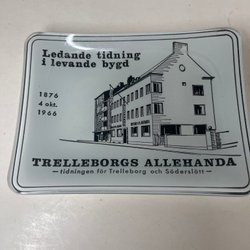 Ledande tidning
i levande bygd
1876
4 okt.
1966
TRELLEBORGS ALLEHANDA
—tidningen för Trelleborg och Söderslätt—